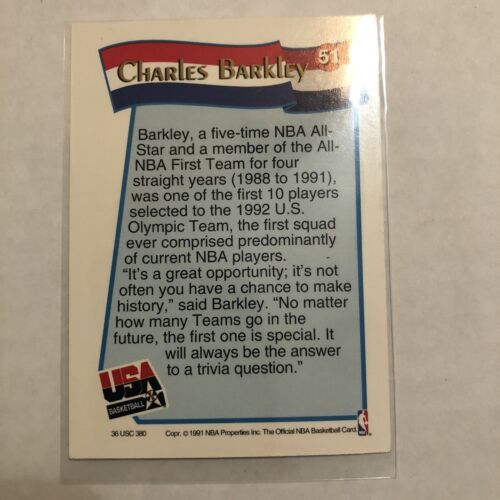 51
CHARLES BARKLEY
Barkley, a five-time NBA All-
Star and a member of the All-
NBA First Team for four
straight years (1988 to 1991),
was one of the first 10 players
selected to the 1992 U.S.
Olympic Team, the first squad
ever comprised predominantly
of current NBA players.
“It’s a great opportunity; it’s not
often you have a chance to make
history,” said Barkley. “No matter
how many Teams go in the
future, the first one is special. It
will always be the answer
to a trivia question.”
USA
BASKETBALL
36 USC 380
Copr. © 1991 NBA Properties Inc. The Official NBA Basketball Card.